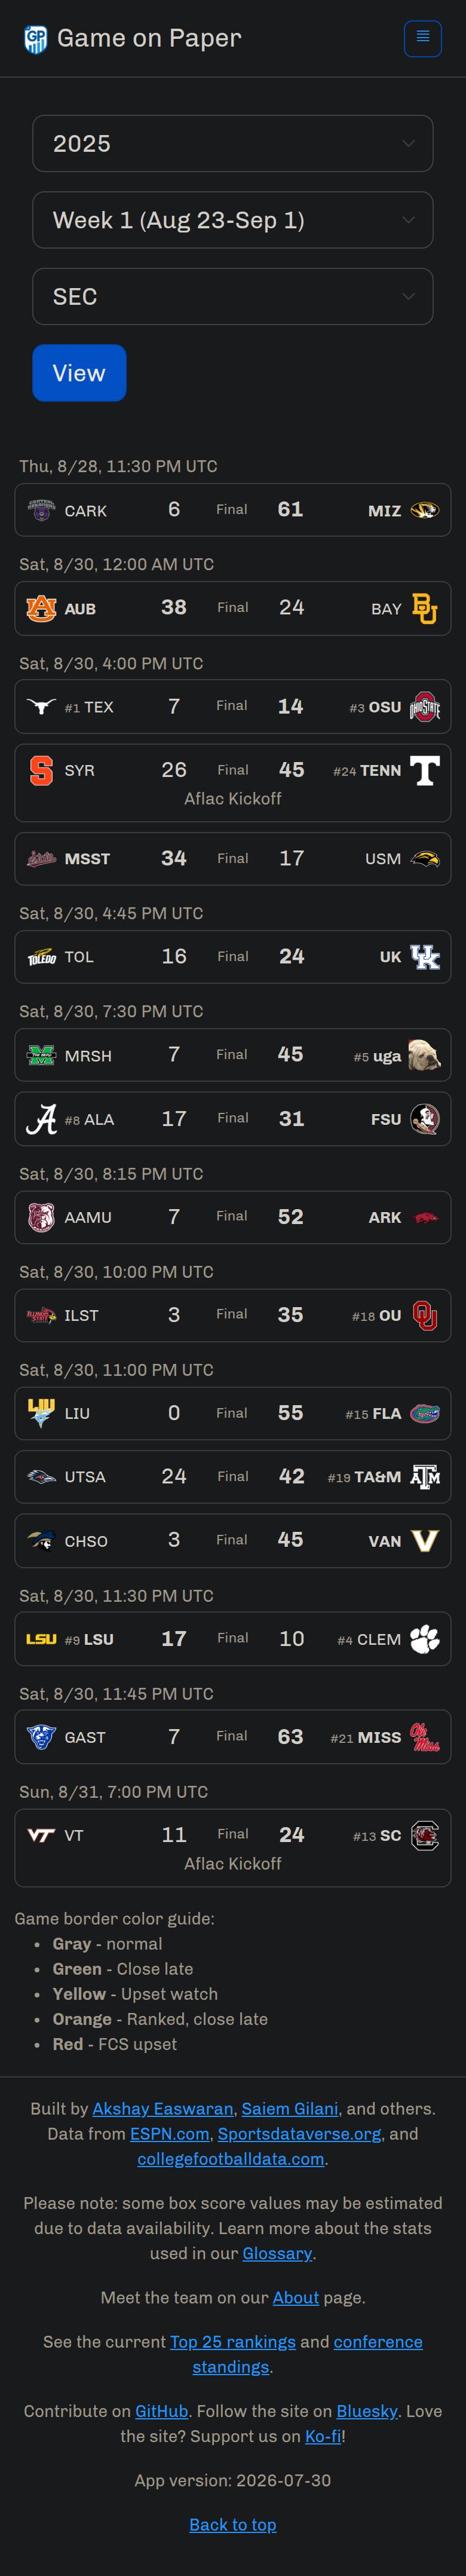 GP Game on Paper
2025
Week 1 (Aug 23-Sep 1)
SEC
View
Thu, 8/28, 11:30 PM UTC
CARK 6 Final 61 MIZ
Sat, 8/30, 12:00 AM UTC
AUB 38 Final 24 BAY
Sat, 8/30, 4:00 PM UTC
#1 TEX 7 Final 14 #3 OSU
SYR 26 Final 45 #24 TENN
Aflac Kickoff
MSST 34 Final 17 USM
Sat, 8/30, 4:45 PM UTC
TOL 16 Final 24 UK
Sat, 8/30, 7:30 PM UTC
MRSH 7 Final 45 #5 uga
#8 ALA 17 Final 31 FSU
Sat, 8/30, 8:15 PM UTC
AAMU 7 Final 52 ARK
Sat, 8/30, 10:00 PM UTC
ILST 3 Final 35 #18 OU
Sat, 8/30, 11:00 PM UTC
LIU 0 Final 55 #15 FLA
UTSA 24 Final 42 #19 TA&M
CHSO 3 Final 45 VAN
Sat, 8/30, 11:30 PM UTC
#9 LSU 17 Final 10 #4 CLEM
Sat, 8/30, 11:45 PM UTC
GAST 7 Final 63 #21 MISS
Sun, 8/31, 7:00 PM UTC
VT 11 Final 24 #13 SC
Aflac Kickoff
Game border color guide:
• Gray - normal
• Green - Close late
• Yellow - Upset watch
• Orange - Ranked, close late
• Red - FCS upset
Built by Akshay Easwaran, Saiem Gilani, and others.
Data from ESPN.com, Sportsdataverse.org, and
collegefootballdata.com.
Please note: some box score values may be estimated
due to data availability. Learn more about the stats
used in our Glossary.
Meet the team on our About page.
See the current Top 25 rankings and conference
standings.
Contribute on GitHub. Follow the site on Bluesky. Love
the site? Support us on Ko-fi!
App version: 2026-07-30
Back to top